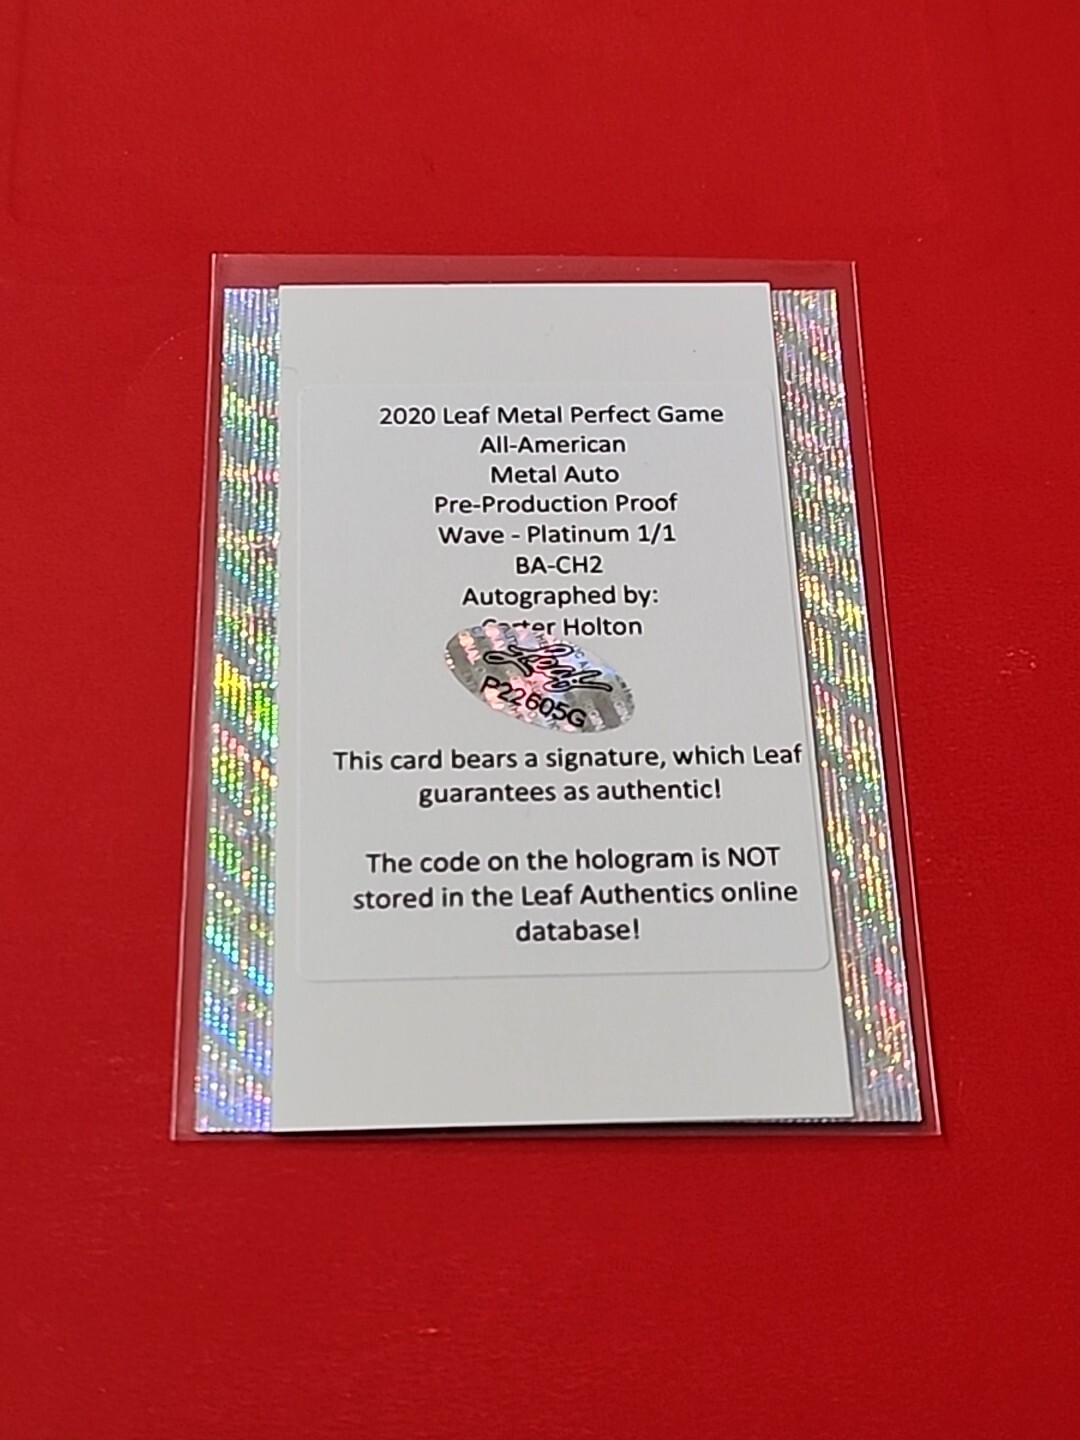 2020 Leaf Metal Perfect Game
All-American
Metal Auto
Pre-Production Proof
Wave - Platinum 1/1
BA-CH2
Autographed by:
Carter Holton
Leaf
P22605G
This card bears a signature, which Leaf
guarantees as authentic!
The code on the hologram is NOT
stored in the Leaf Authentics online
database!